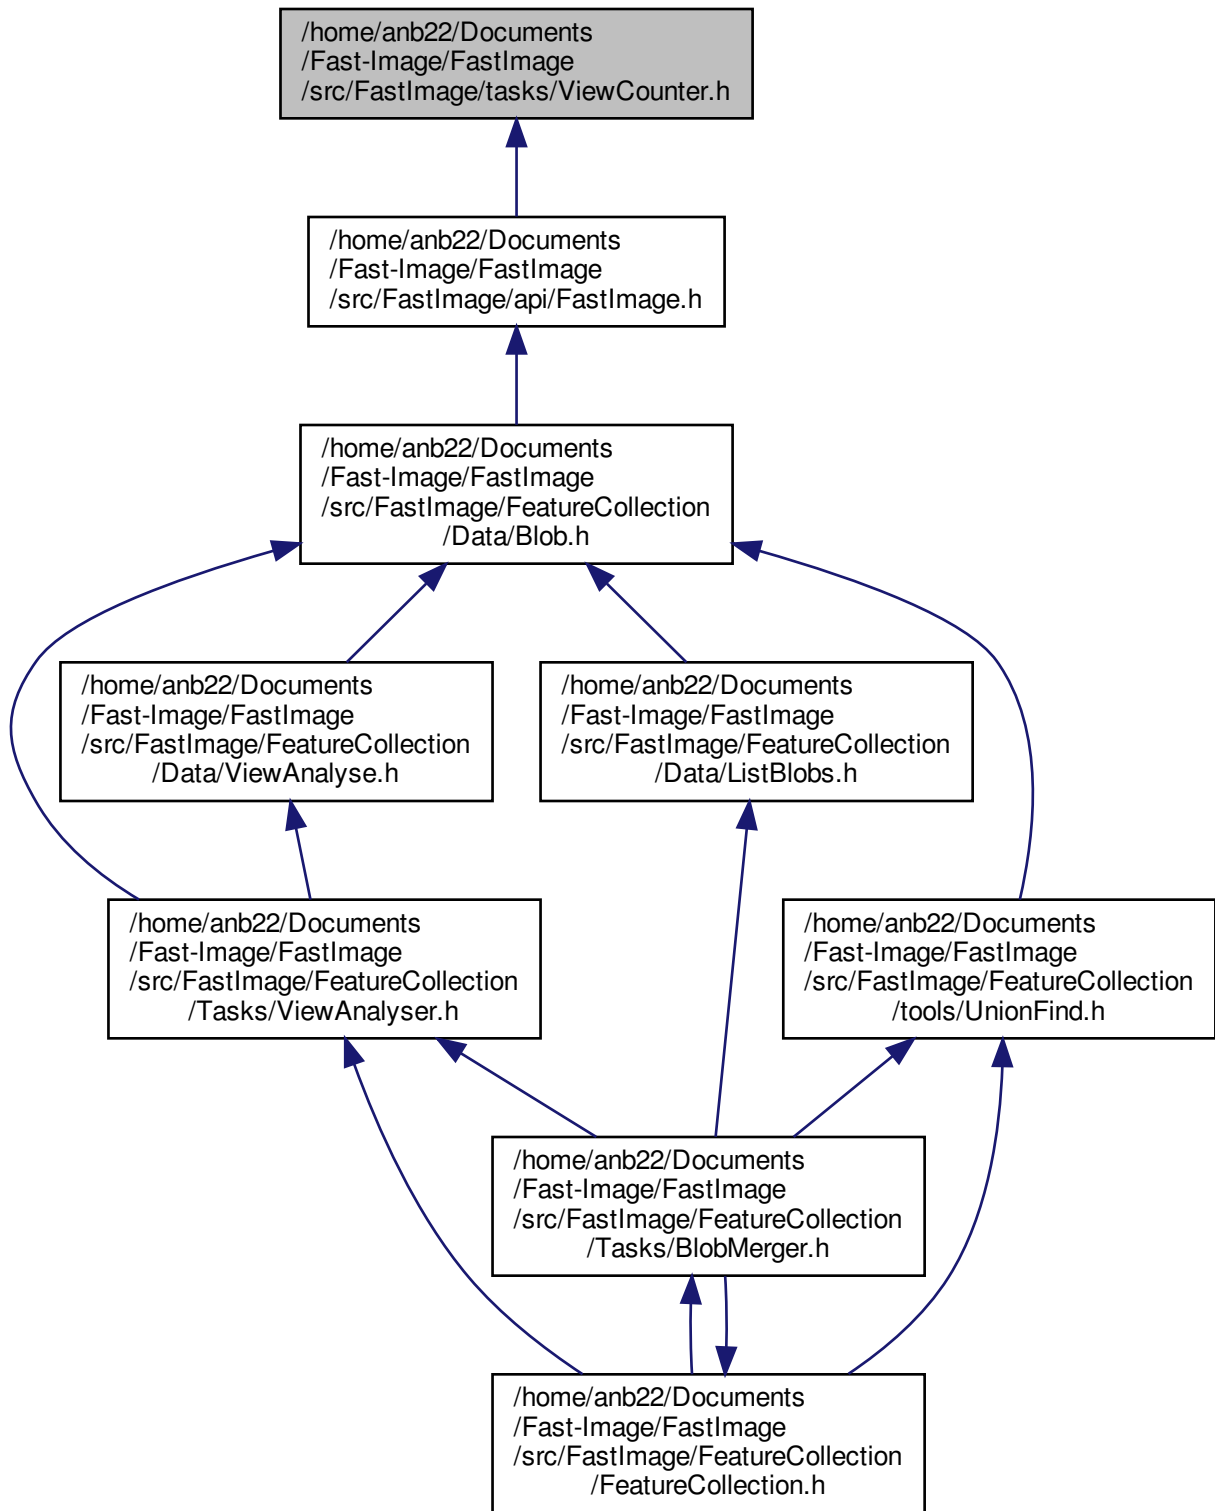 /home/anb22/Documents
/Fast-Image/FastImage
/src/FastImage/tasks/ViewCounter.h
/home/anb22/Documents
/Fast-Image/FastImage
/src/FastImage/api/FastImage.h
/home/anb22/Documents
/Fast-Image/FastImage
/src/FastImage/FeatureCollection
/Data/Blob.h
/home/anb22/Documents
/Fast-Image/FastImage
/src/FastImage/FeatureCollection
/Data/ViewAnalyse.h
/home/anb22/Documents
/Fast-Image/FastImage
/src/FastImage/FeatureCollection
/Data/ListBlobs.h
/home/anb22/Documents
/Fast-Image/FastImage
/src/FastImage/FeatureCollection
/Tasks/ViewAnalyser.h
/home/anb22/Documents
/Fast-Image/FastImage
/src/FastImage/FeatureCollection
/tools/UnionFind.h
/home/anb22/Documents
/Fast-Image/FastImage
/src/FastImage/FeatureCollection
/Tasks/BlobMerger.h
/home/anb22/Documents
/Fast-Image/FastImage
/src/FastImage/FeatureCollection
/FeatureCollection.h